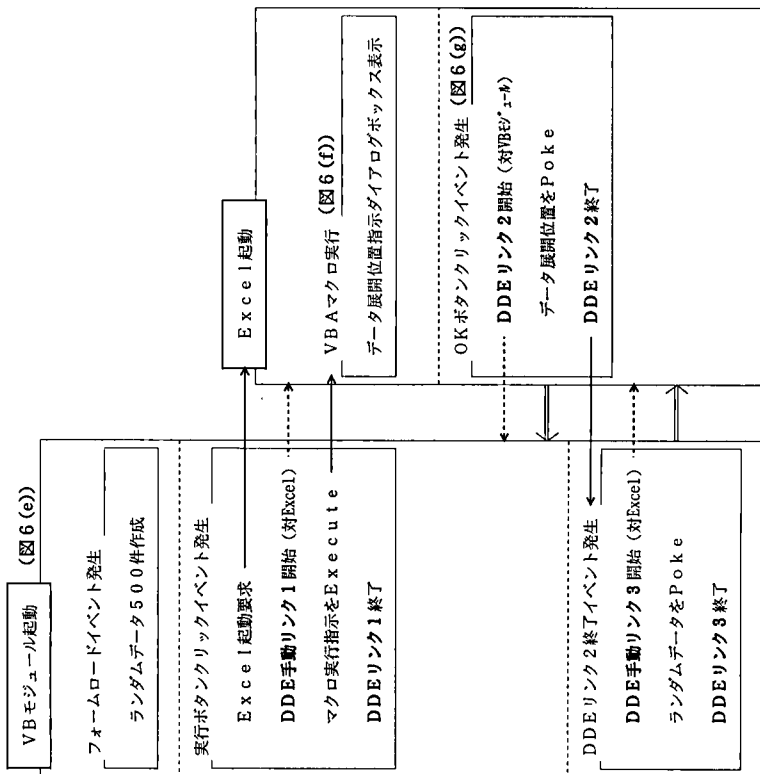 VBモジュール起動
(図6(e))
フォームロードイベント発生
ランダムデータ500件作成
実行ボタンクリックイベント発生
Excel起動要求
DDE手動リンク1開始(対Excel)
マクロ実行指示をExecute
DDEリンク1終了
DDEリンク2終了イベント発生
DDE手動リンク3開始(対Excel)
ランダムデータをPoke
DDEリンク3終了
Excel起動
VBAマクロ実行(図6(f))
データ展開位置指示ダイアログボックス表示
OKボタンクリックイベント発生(図6(g))
DDEリンク2開始(対VBモジュール)
データ展開位置をPoke
DDEリンク2終了